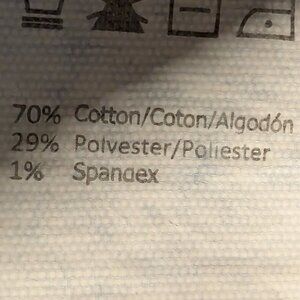 70% Cotton/Coton/Algodón
29% Polyester/Poliester
1% Spandex